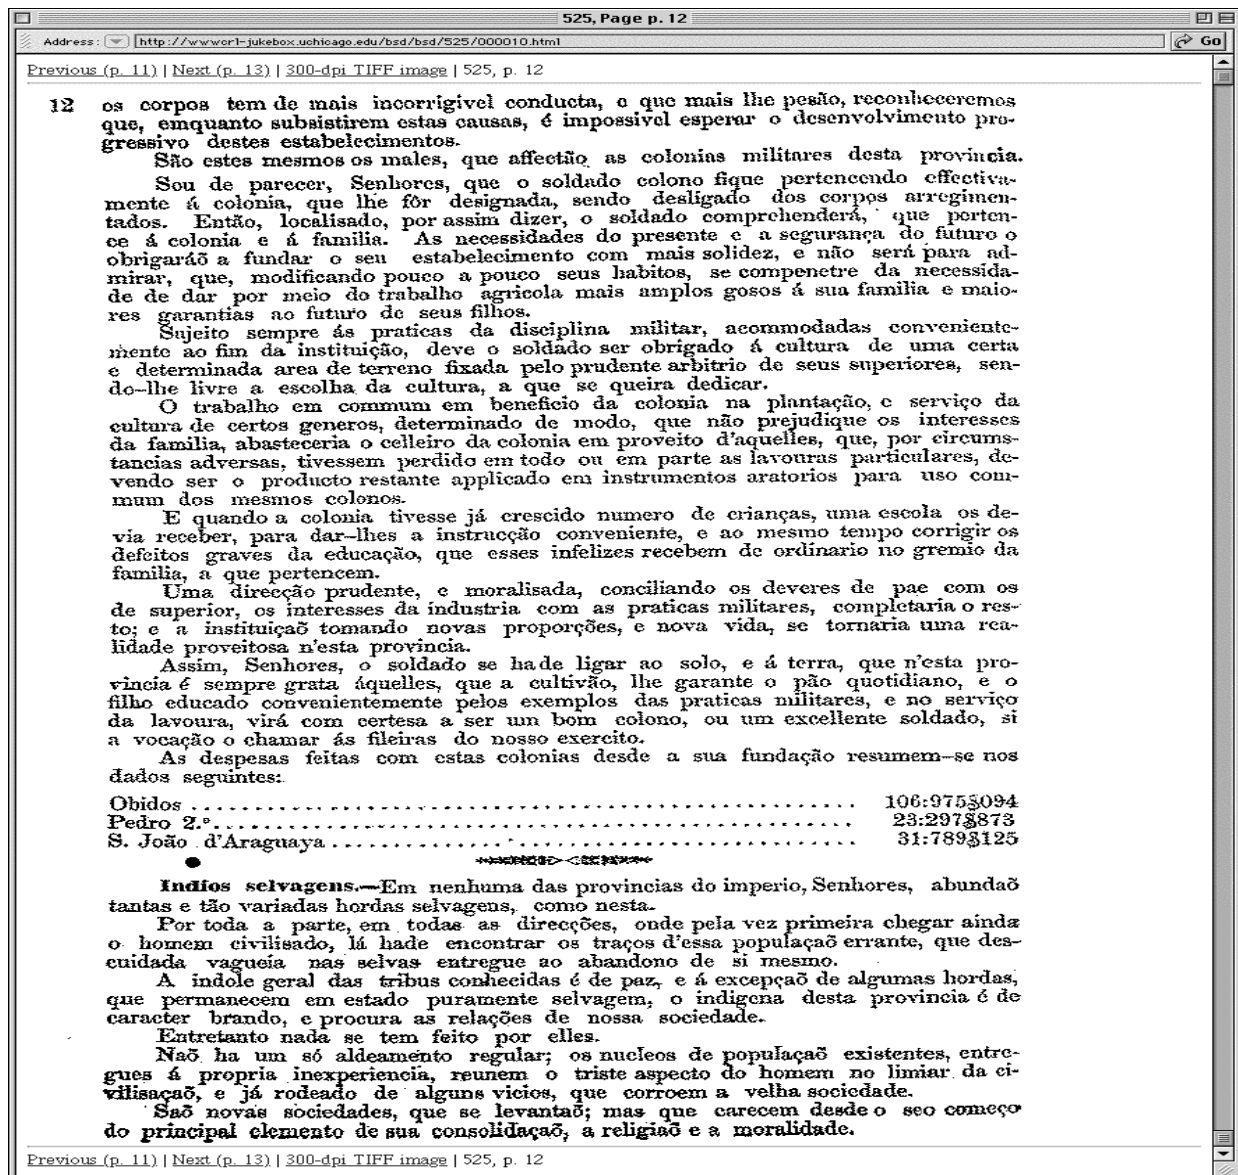 525, Page p. 12
Address: http://wwwcrl-jukebox.uchicago.edu/bsd/bsd/525/000010.html Go
Previous (p. 11) | Next (p. 13) | 300-dpi TIFF image | 525, p. 12
12 os corpos tem de mais incorrigivel conducta, o que mais lhe pesão, reconheceremos
que, emquanto subsistirem estas causas, é impossivel esperar o desenvolvimento pro-
gressivo destes estabelecimentos.
São estes mesmos os males, que affectão as colonias militares desta provincia.
Sou de parecer, Senhores, que o soldado colono fique pertencendo effectiva-
mente á colonia, que lhe fôr designada, sendo desligado dos corpos arregimen-
tados. Então, localisado, por assim dizer, o soldado comprehenderá, que perten-
ce á colonia e á familia. As necessidades do presente e a segurança do futuro o
obrigaráõ a fundar o seu estabelecimento com mais solidez, e não será para ad-
mirar, que, modificando pouco a pouco seus habitos, se compenetre da necessida-
de de dar por meio do trabalho agricola mais amplos gosos á sua familia e maio-
res garantias ao futuro de seus filhos.
Sujeito sempre ás praticas da disciplina militar, acommodadas conveniente-
mente ao fim da instituição, deve o soldado ser obrigado á cultura de uma certa
e determinada area de terreno fixada pelo prudente arbitrio de seus superiores, sen-
do-lhe livre a escolha da cultura, a que se queira dedicar.
O trabalho em commum em beneficio da colonia na plantação, e serviço da
cultura de certos generos, determinado de modo, que não prejudique os interesses
da familia, abasteceria o celleiro da colonia em proveito d'aquelles, que, por circums-
tancias adversas, tivessem perdido em todo ou em parte as lavouras particulares, de-
vendo ser o producto restante applicado em instrumentos aratorios para uso com-
mum dos mesmos colonos.
E quando a colonia tivesse já crescido numero de crianças, uma escola os de-
via receber, para dar-lhes a instrucção conveniente, e ao mesmo tempo corrigir os
defeitos graves da educação, que esses infelizes recebem de ordinario no gremio da
familia, a que pertencem.
Uma direcção prudente, e moralisada, conciliando os deveres de pae com os
de superior, os interesses da industria com as praticas militares, completaria o res-
to; e a instituiçaõ tomando novas proporções, e nova vida, se tornaria uma rea-
lidade proveitosa n'esta provincia.
Assim, Senhores, o soldado se hade ligar ao solo, e á terra, que n'esta pro-
vincia é sempre grata áquelles, que a cultivão, lhe garante o pão quotidiano, e o
filho educado convenientemente pelos exemplos das praticas militares, e no serviço
da lavoura, virá com certesa a ser um bom colono, ou um excellente soldado, si
a vocação o chamar ás fileiras do nosso exercito.
As despesas feitas com estas colonias desde a sua fundação resumem-se nos
dados seguintes:
Obidos .................................................... 106:975$094
Pedro 2.º.................................................. 23:297$873
S. João d'Araguaya ........................................ 31:789$125
Indios selvagens.—Em nenhuma das provincias do imperio, Senhores, abundaõ
tantas e tão variadas hordas selvagens, como nesta.
Por toda a parte, em todas as direcções, onde pela vez primeira chegar ainda
o homem civilisado, lá hade encontrar os traços d'essa populaçaõ errante, que des-
cuidada vagueia nas selvas entregue ao abandono de si mesmo.
A indole geral das tribus conhecidas é de paz, e á excepçaõ de algumas hordas,
que permanecem em estado puramente selvagem, o indigena desta provincia é de
caracter brando, e procura as relações de nossa sociedade.
Entretanto nada se tem feito por elles.
Naõ ha um só aldeamento regular; os nucleos de populaçaõ existentes, entre-
gues á propria inexperiencia, reunem o triste aspecto do homem no limiar da ci-
vilisaçaõ, e já rodeado de alguns vicios, que corroem a velha sociedade.
Saõ novas sociedades, que se levantaõ; mas que carecem desde o seo começo
do principal elemento de sua consolidaçaõ, a religiaõ e a moralidade.
Previous (p. 11) | Next (p. 13) | 300-dpi TIFF image | 525, p. 12